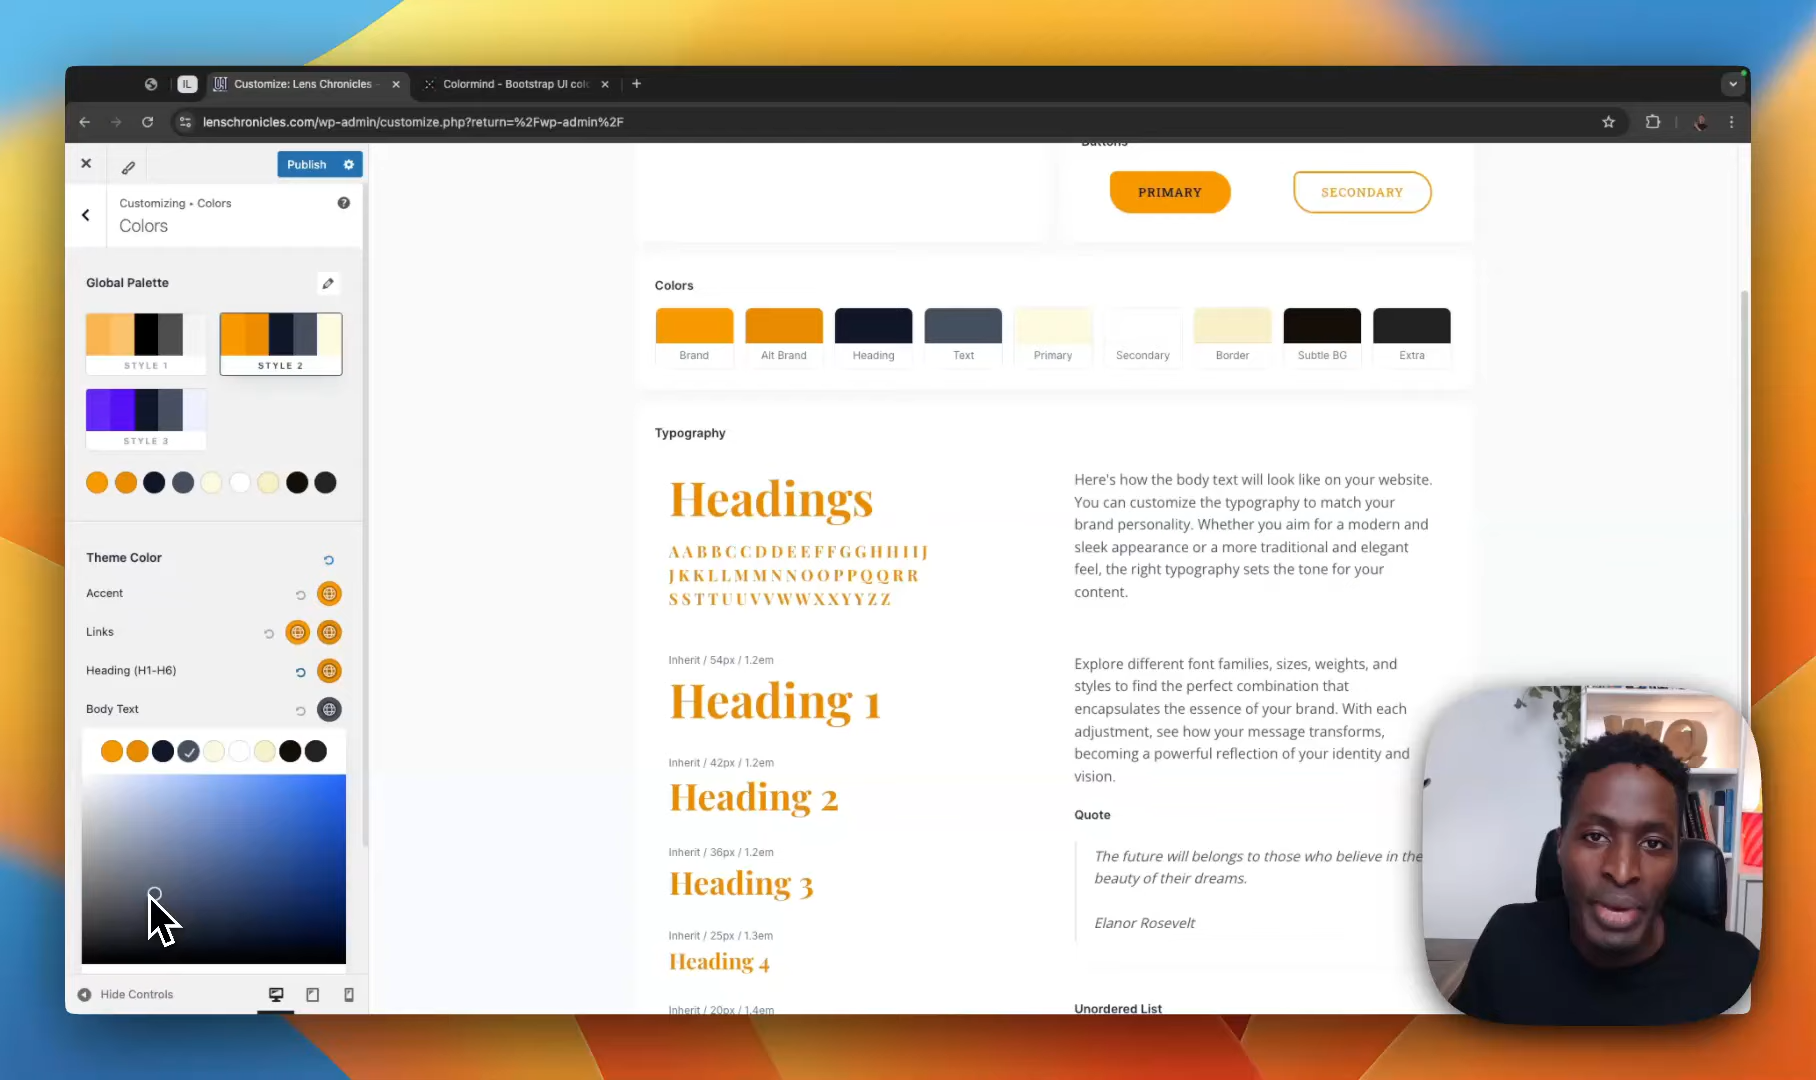 IL
Customize: Lens Chronicles -
Colormind - Bootstrap UI col
lenschronicles.com/wp-admin/customize.php?return=%2Fwp-admin%2F
Publish
Customizing • Colors
Colors
Global Palette
STYLE 1
STYLE 2
STYLE 3
Theme Color
Accent
Links
Heading (H1-H6)
Body Text
Hide Controls
Buttons
PRIMARY
SECONDARY
Colors
Brand
Alt Brand
Heading
Text
Primary
Secondary
Border
Subtle BG
Extra
Typography
Headings
A A B B C C D D E E F F G G H H I I J
J K K L L M M N N O O P P Q Q R R
S S T T U U V V W W X X Y Y Z Z
Inherit / 54px / 1.2em
Heading 1
Inherit / 42px / 1.2em
Heading 2
Inherit / 36px / 1.2em
Heading 3
Inherit / 25px / 1.3em
Heading 4
Inherit / 20px / 1.4em
Here's how the body text will look like on your website.
You can customize the typography to match your
brand personality. Whether you aim for a modern and
sleek appearance or a more traditional and elegant
feel, the right typography sets the tone for your
content.
Explore different font families, sizes, weights, and
styles to find the perfect combination that
encapsulates the essence of your brand. With each
adjustment, see how your message transforms,
becoming a powerful reflection of your identity and
vision.
Quote
The future will belongs to those who believe in the
beauty of their dreams.
Elanor Rosevelt
Unordered List